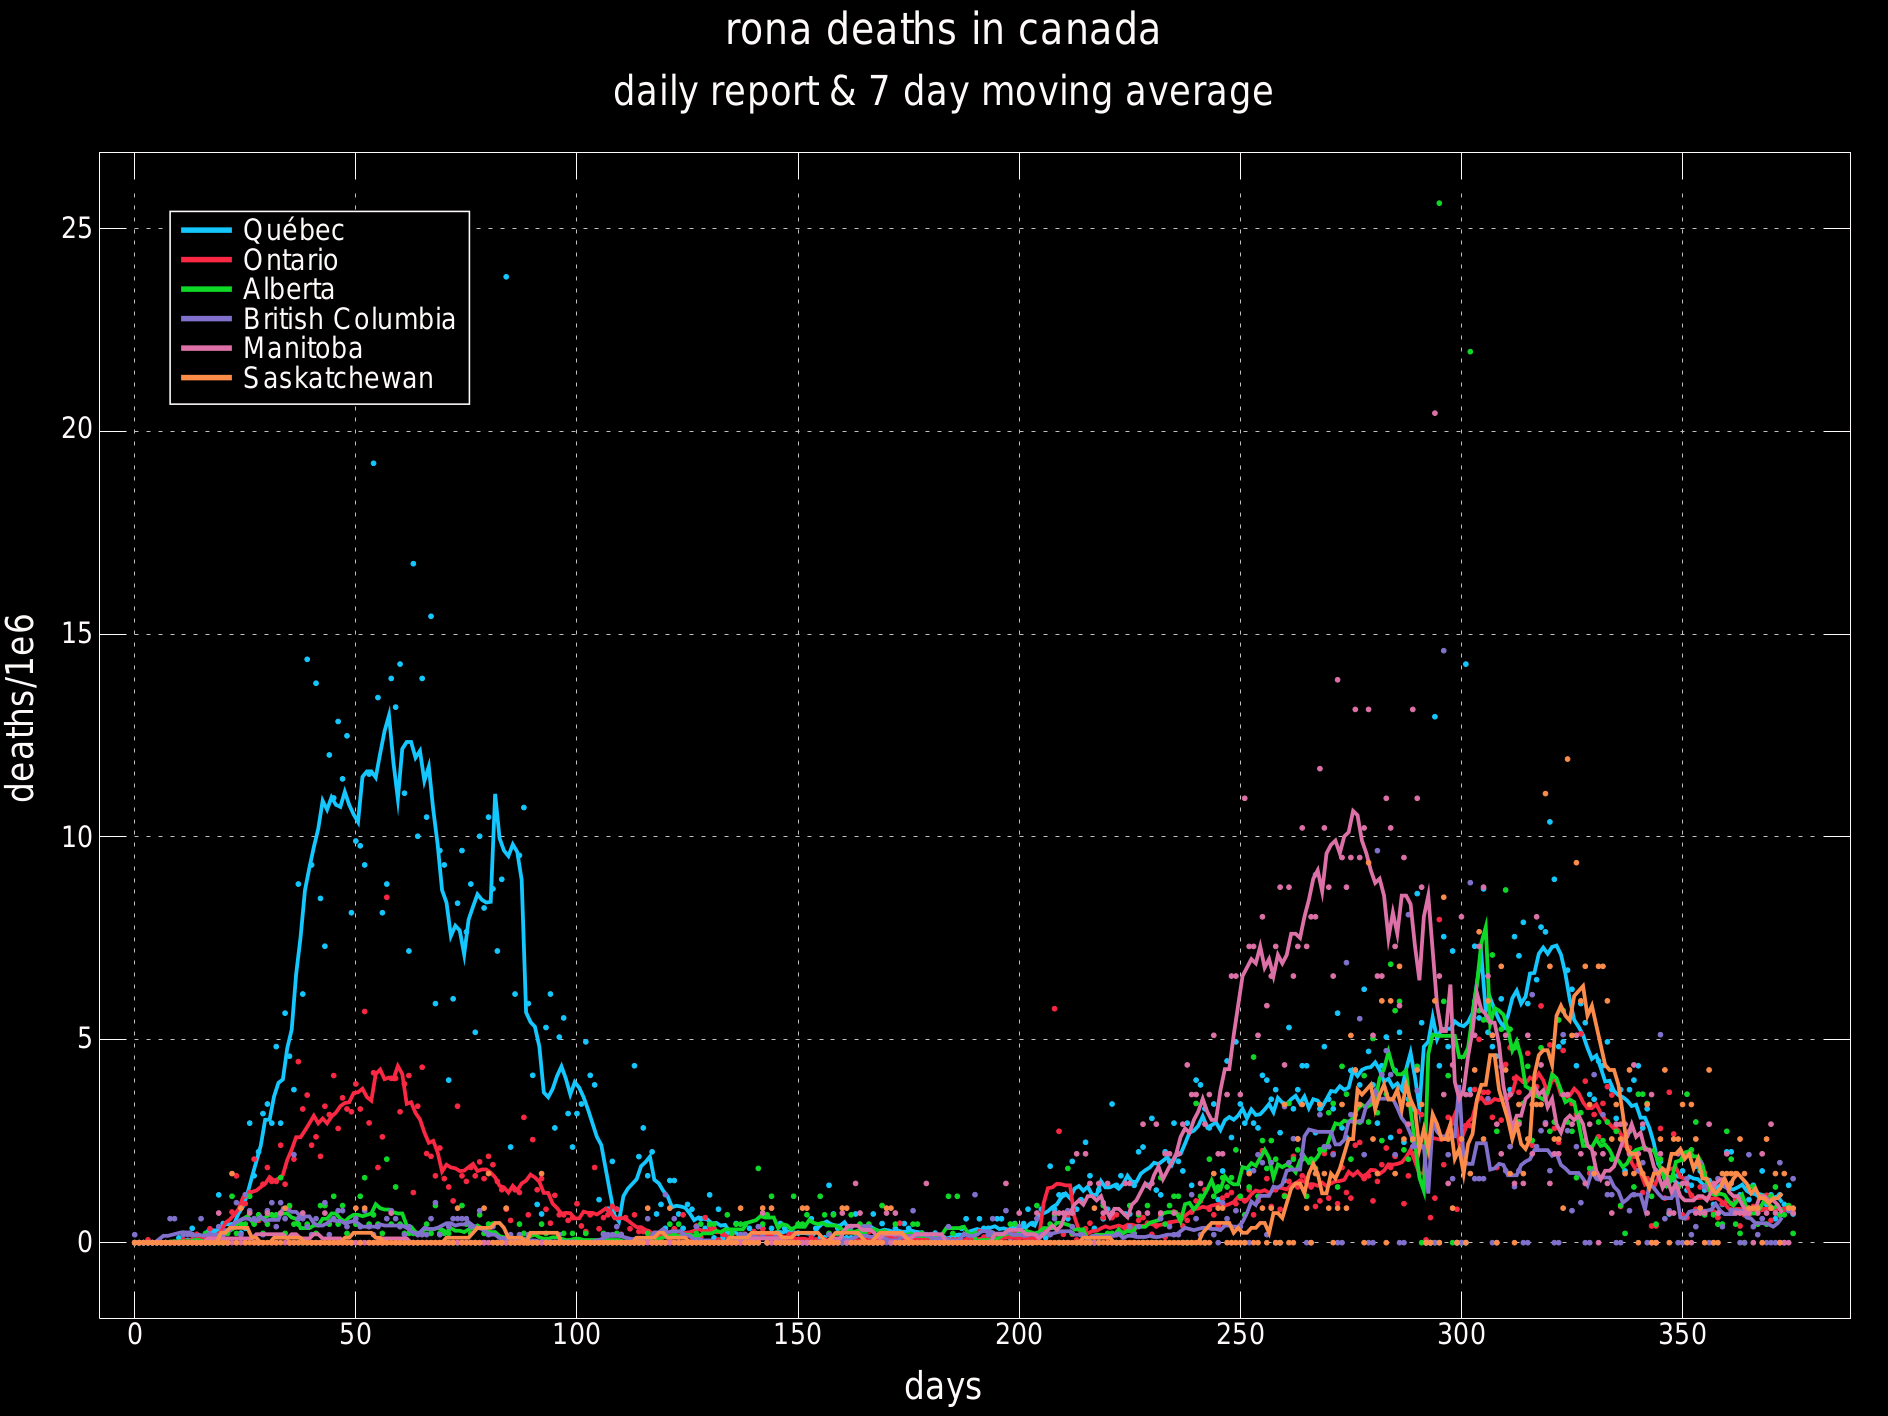 rona deaths in canada
daily report & 7 day moving average
deaths/1e6
25
20
15
10
5
0
Québec
Ontario
Alberta
British Columbia
Manitoba
Saskatchewan
0 50 100 150 200 250 300 350
days